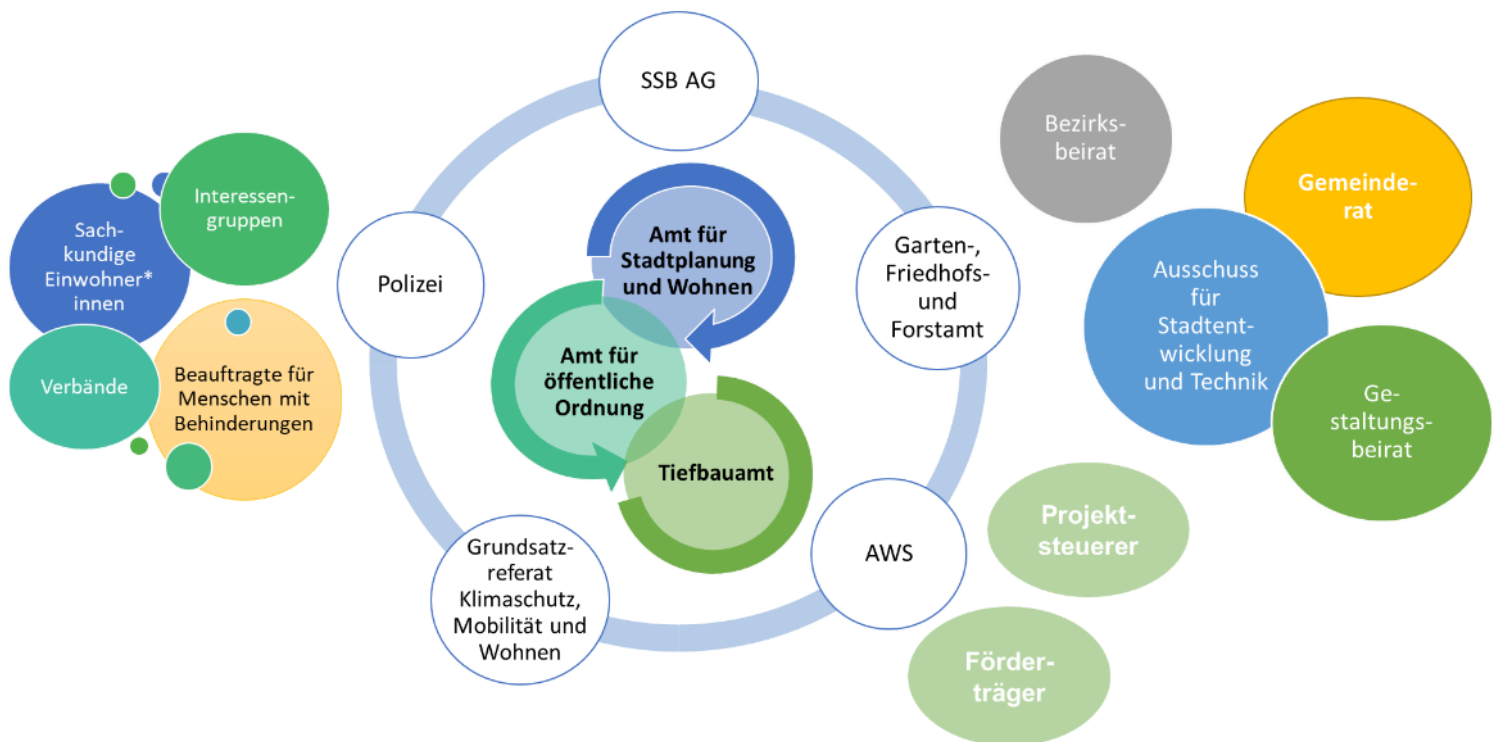 SSB AG
Interessen-
gruppen
Sach-
kundige
Einwohner*
innen
Verbände
Beauftragte für
Menschen mit
Behinderungen
Polizei
Amt für
Stadtplanung
und Wohnen
Amt für
öffentliche
Ordnung
Tiefbauamt
Garten-,
Friedhofs-
und
Forstamt
AWS
Grundsatz-
referat
Klimaschutz,
Mobilität und
Wohnen
Bezirks-
beirat
Gemeinde-
rat
Ausschuss
für
Stadtent-
wicklung
und Technik
Ge-
staltungs-
beirat
Projekt-
steuerer
Förder-
träger